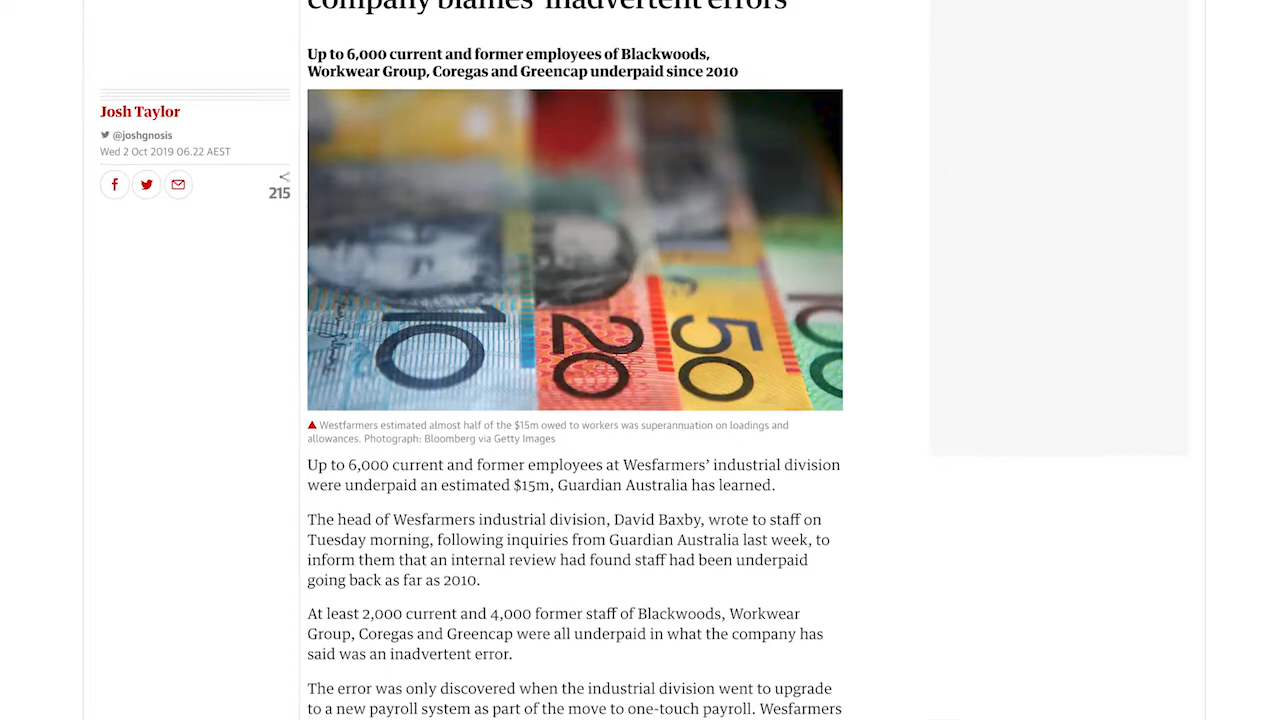 company blames 'inadvertent errors'
Up to 6,000 current and former employees of Blackwoods,
Workwear Group, Coregas and Greencap underpaid since 2010
Josh Taylor
@joshgnosis
Wed 2 Oct 2019 06.22 AEST
215
10
20
50
100
Westfarmers estimated almost half of the $15m owed to workers was superannuation on loadings and
allowances. Photograph: Bloomberg via Getty Images
Up to 6,000 current and former employees at Wesfarmers' industrial division
were underpaid an estimated $15m, Guardian Australia has learned.
The head of Wesfarmers industrial division, David Baxby, wrote to staff on
Tuesday morning, following inquiries from Guardian Australia last week, to
inform them that an internal review had found staff had been underpaid
going back as far as 2010.
At least 2,000 current and 4,000 former staff of Blackwoods, Workwear
Group, Coregas and Greencap were all underpaid in what the company has
said was an inadvertent error.
The error was only discovered when the industrial division went to upgrade
to a new payroll system as part of the move to one-touch payroll. Wesfarmers